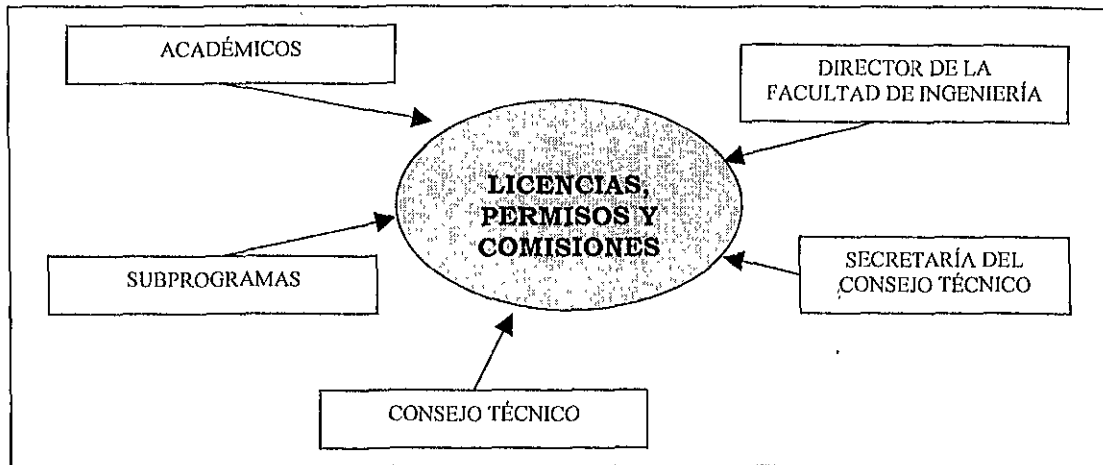 ACADÉMICOS
DIRECTOR DE LA
FACULTAD DE INGENIERÍA
LICENCIAS,
PERMISOS Y
COMISIONES
SUBPROGRAMAS
SECRETARÍA DEL
CONSEJO TÉCNICO
CONSEJO TÉCNICO